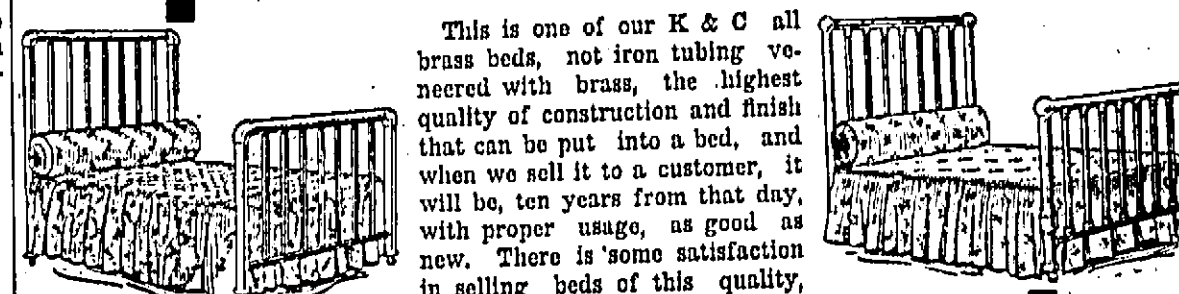 This is one of our K & C all
brass beds, not iron tubing ve-
neered with brass, the highest
quality of construction and finish
that can be put into a bed, and
when we sell it to a customer, it
will be, ten years from that day,
with proper usage, as good as
new. There is some satisfaction
in selling beds of this quality,